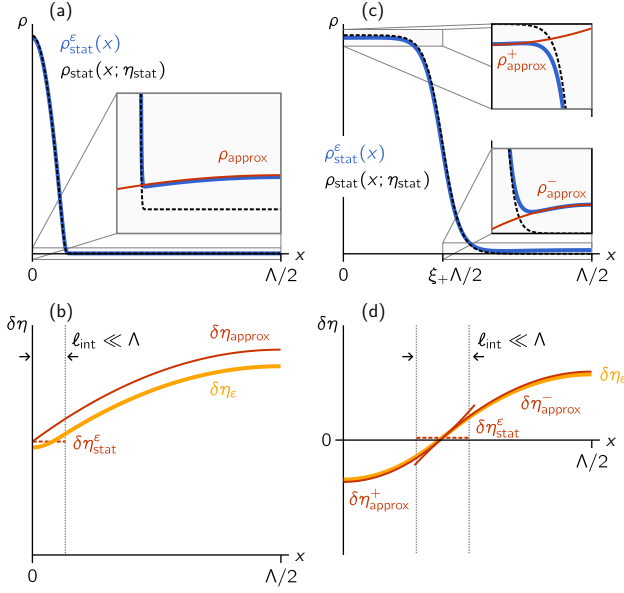 (a)
ρ
ρ^ε_stat(x)
ρ_stat(x; η_stat)
ρ_approx
x
0
Λ/2
(c)
ρ
ρ^+_approx
ρ^ε_stat(x)
ρ_stat(x; η_stat)
ρ^-_approx
x
0
ξ_+Λ/2
Λ/2
(b)
δη
ℓ_int ≪ Λ
δη_approx
δη_ε
δη^ε_stat
x
0
Λ/2
(d)
δη
ℓ_int ≪ Λ
δη_ε
δη^-_approx
δη^ε_stat
0
x
Λ/2
δη^+_approx